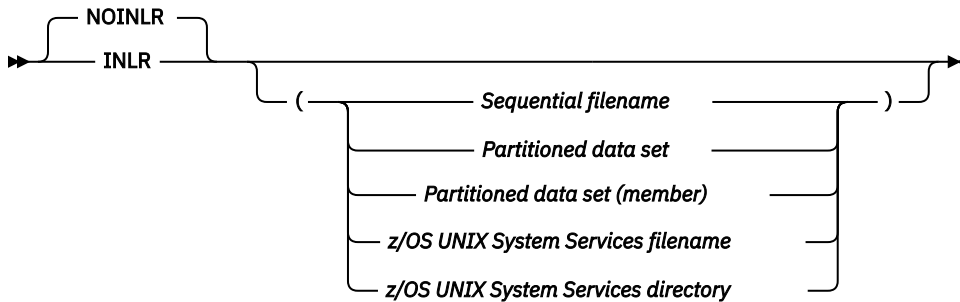 NOINLR
INLR
( Sequential filename )
Partitioned data set
Partitioned data set (member)
z/OS UNIX System Services filename
z/OS UNIX System Services directory